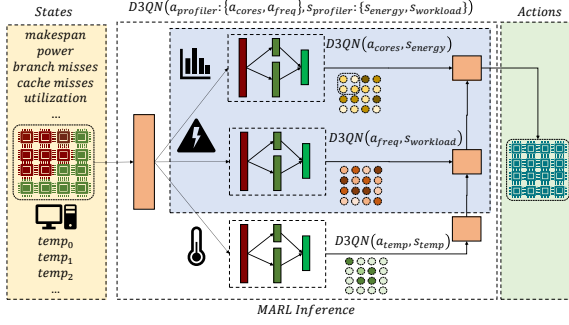 States
D3QN(a_profiler: {a_cores, a_freq}, s_profiler: {s_energy, s_workload})
Actions
makespan
power
branch misses
cache misses
utilization
...
D3QN(a_cores, s_energy)
D3QN(a_freq, s_workload)
D3QN(a_temp, s_temp)
temp_0
temp_1
temp_2
...
MARL Inference